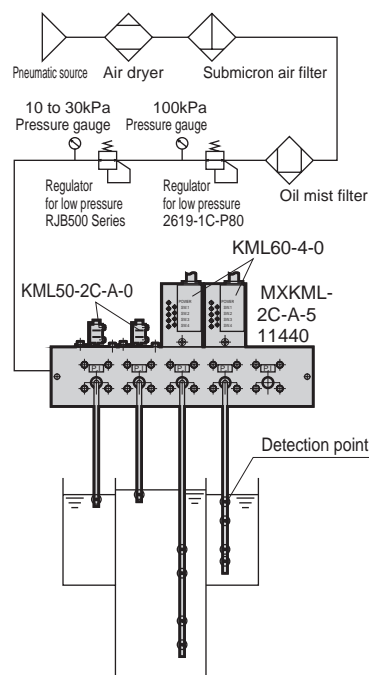 Pneumatic source
Air dryer
Submicron air filter
10 to 30kPa
Pressure gauge
100kPa
Pressure gauge
Regulator
for low pressure
RJB500 Series
Regulator
for low pressure
2619-1C-P80
Oil mist filter
KML60-4-0
KML50-2C-A-0
MXKML-
2C-A-5
11440
POWER
POWER
Detection point